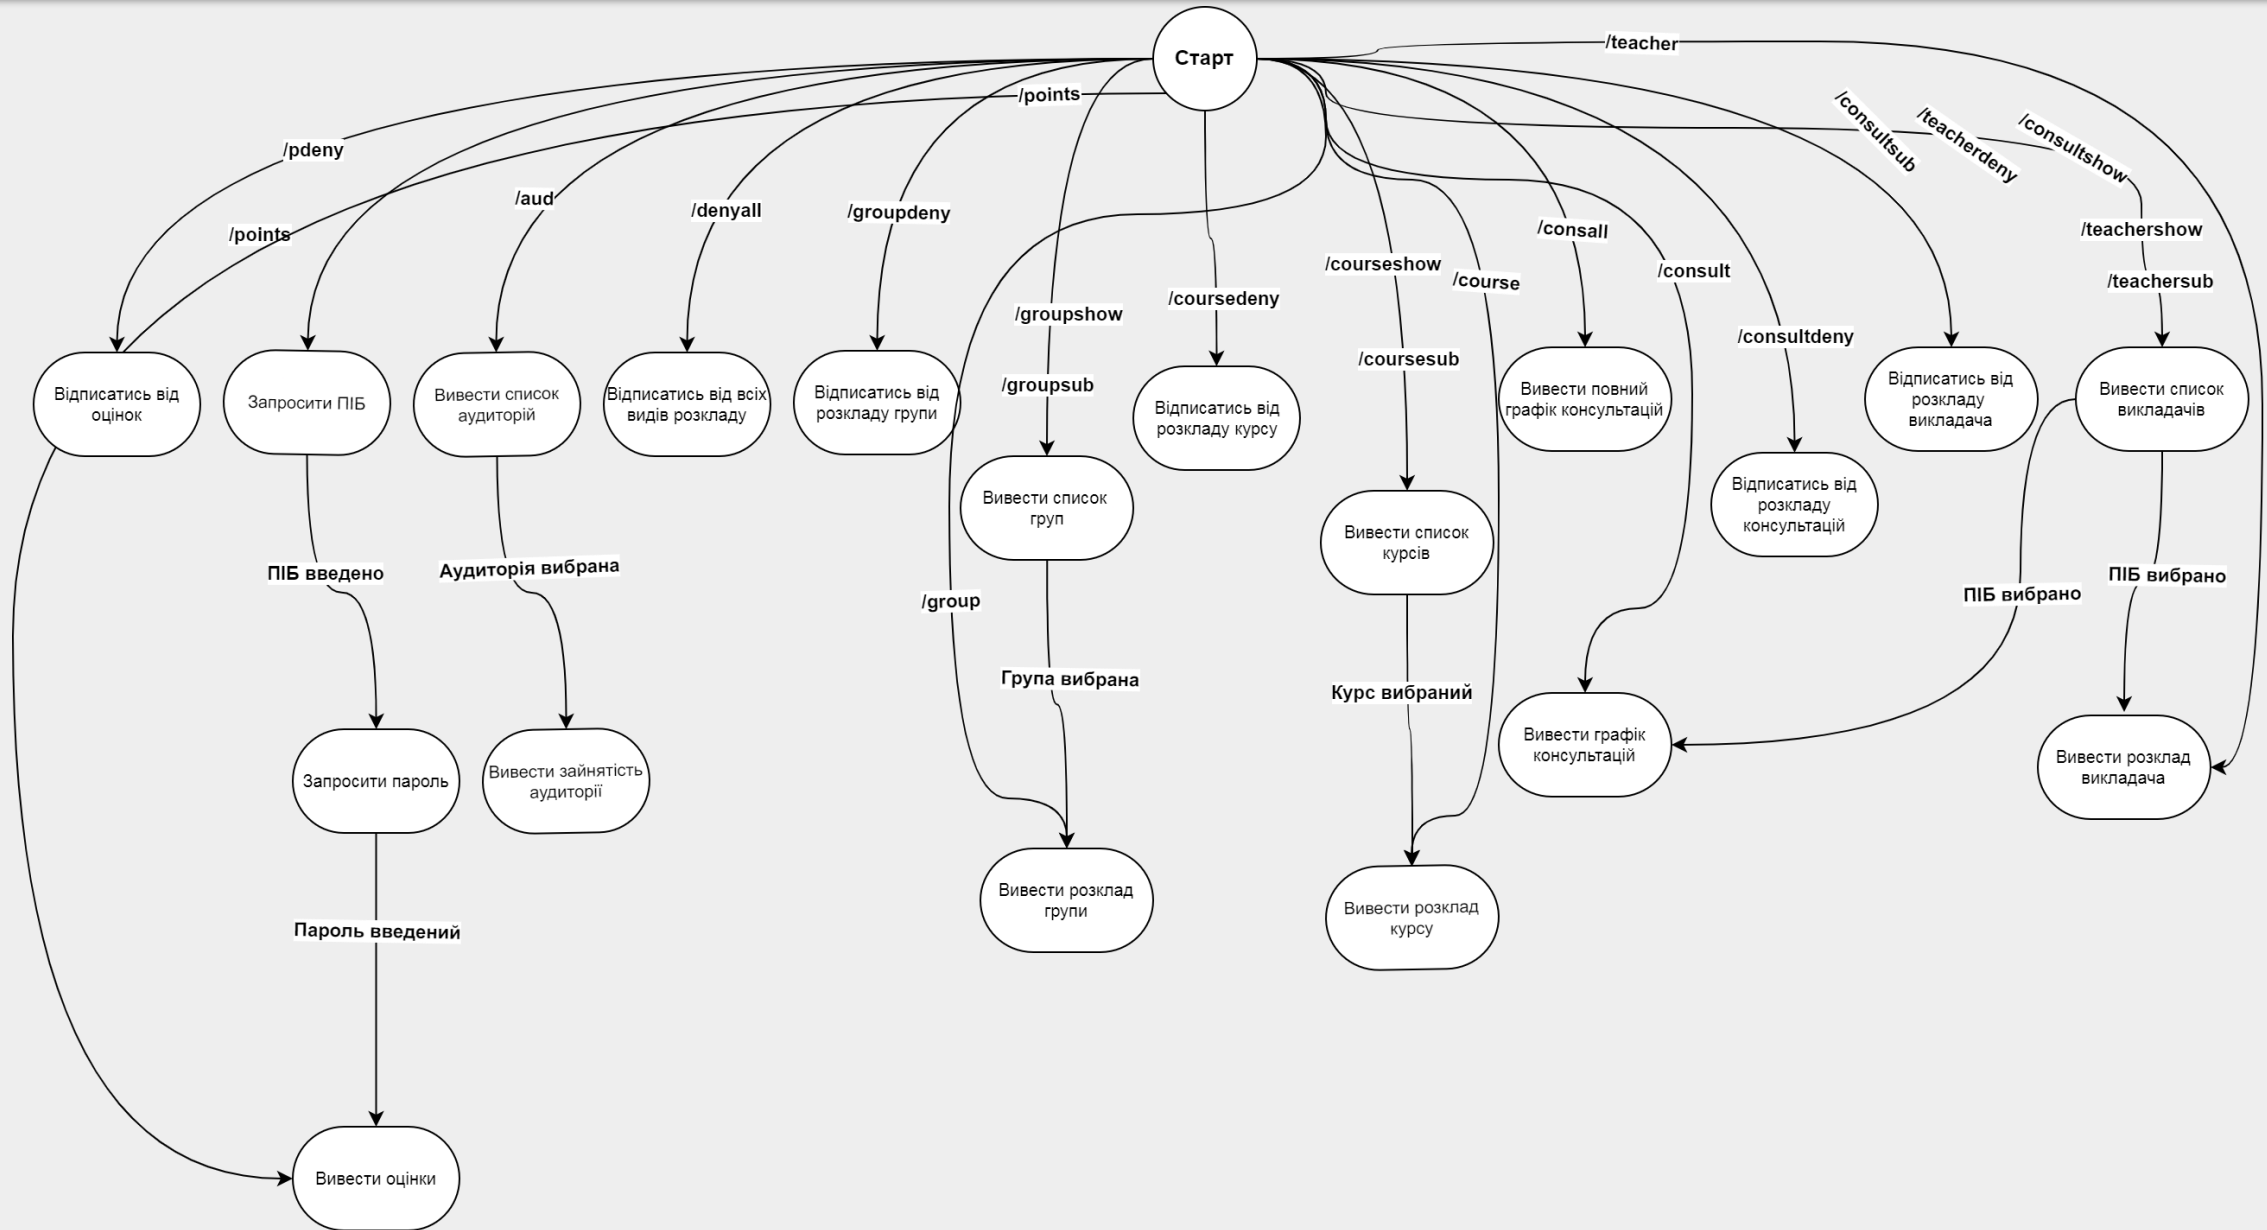 Старт
/teacher
/points
/consultsub
/teacherdeny
/consultshow
/pdeny
/aud
/denyall
/groupdeny
/points
/consall
/teachershow
/courseshow
/consult
/course
/teachersub
/coursedeny
/groupshow
/consultdeny
/coursesub
/groupsub
Відписатись від
оцінок
Запросити ПІБ
Вивести список
аудиторій
Відписатись від всіх
видів розкладу
Відписатись від
розкладу групи
Відписатись від
розкладу курсу
Вивести повний
графік консультацій
Відписатись від
розкладу
викладача
Вивести список
викладачів
Вивести список
груп
Вивести список
курсів
Відписатись від
розкладу
консультацій
ПІБ введено
Аудиторія вибрана
/group
ПІБ вибрано
ПІБ вибрано
Група вибрана
Курс вибраний
Запросити пароль
Вивести зайнятість
аудиторії
Вивести графік
консультацій
Вивести розклад
викладача
Вивести розклад
групи
Вивести розклад
курсу
Пароль введений
Вивести оцінки